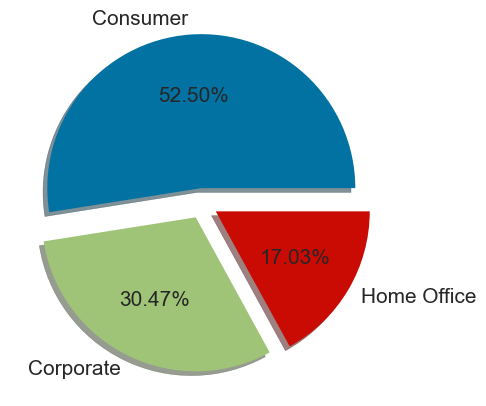 Consumer
52.50%
17.03%
30.47%
Home Office
Corporate